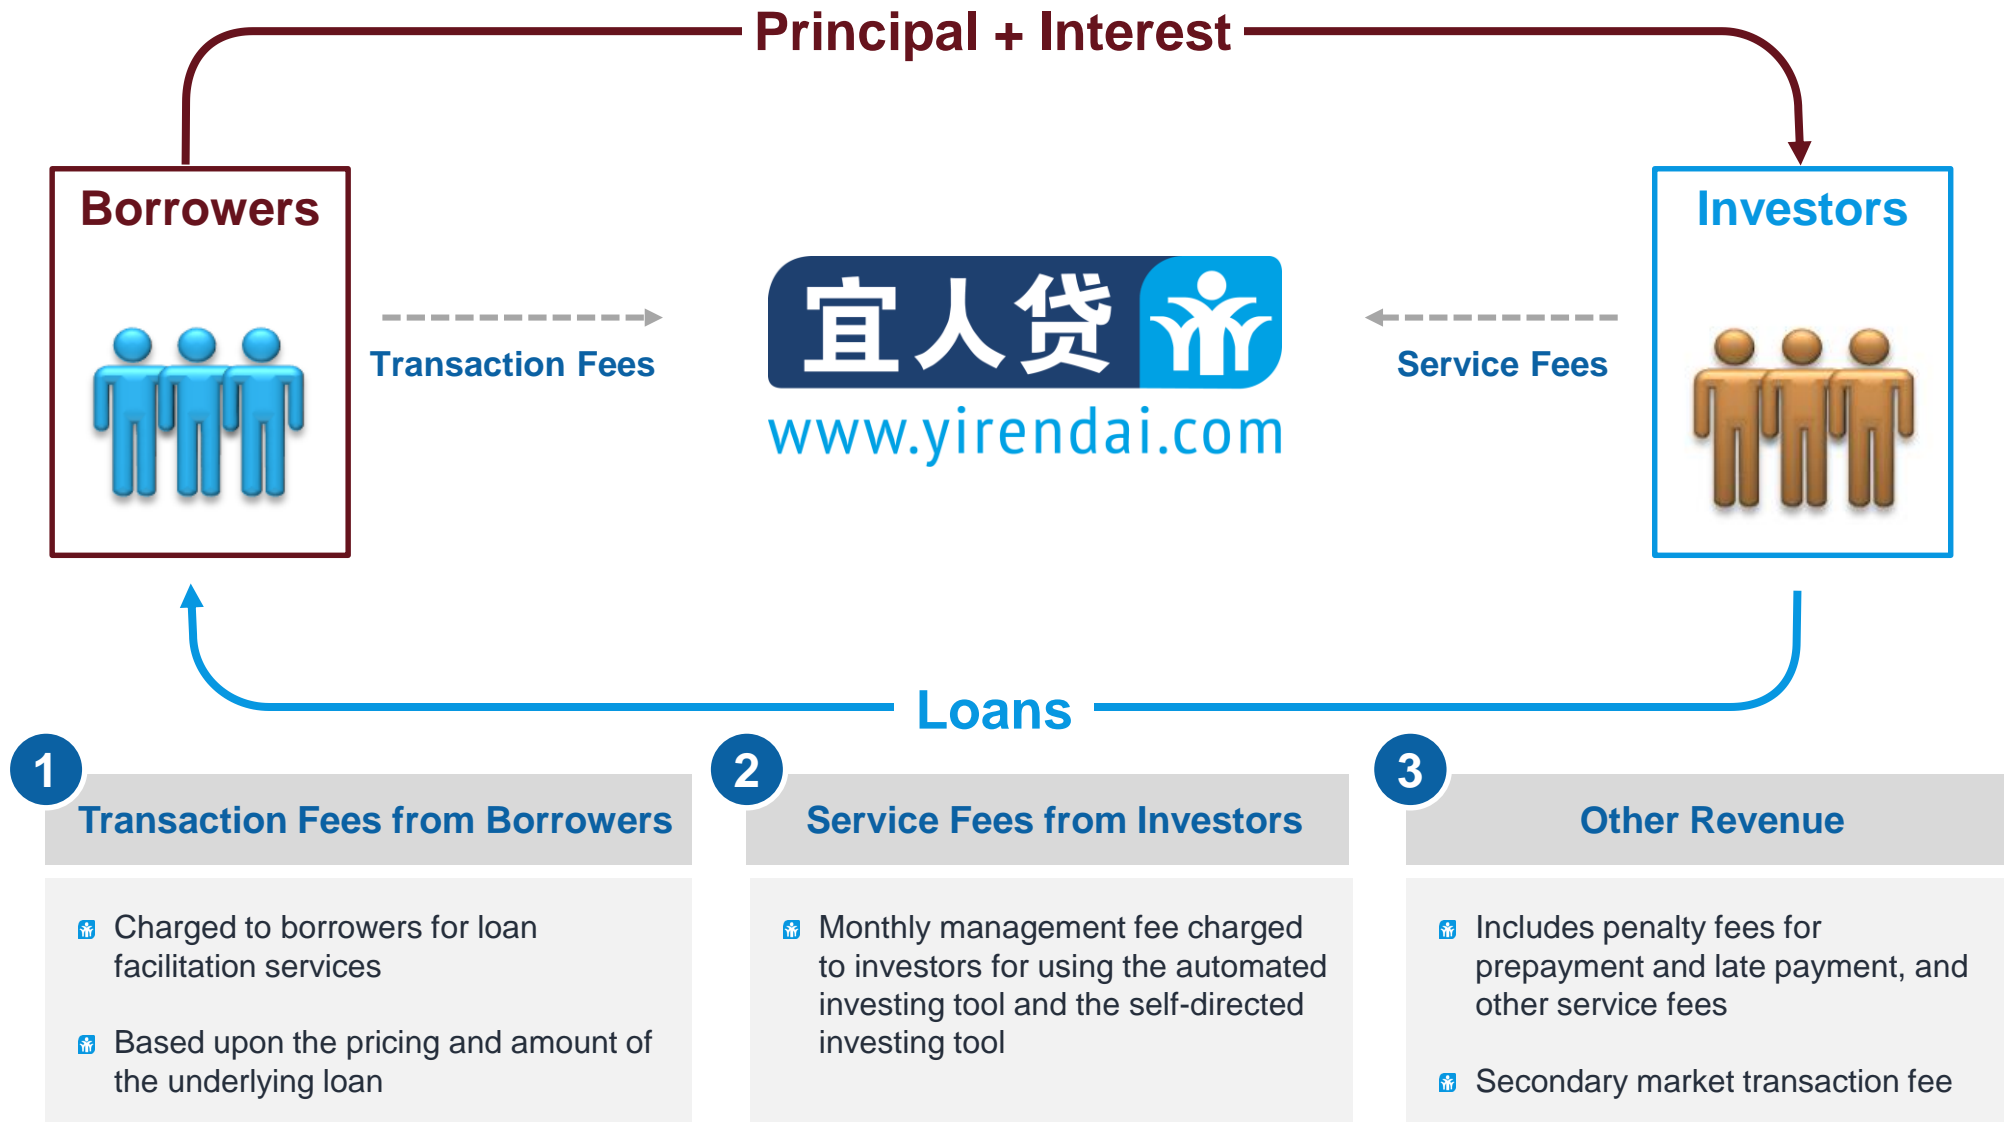 Principal + Interest
Borrowers
Investors
宜人贷
Transaction Fees
Service Fees
www.yirendai.com
Loans
1
Transaction Fees from Borrowers
Charged to borrowers for loan
facilitation services
Based upon the pricing and amount of
the underlying loan
2
Service Fees from Investors
Monthly management fee charged
to investors for using the automated
investing tool and the self-directed
investing tool
3
Other Revenue
Includes penalty fees for
prepayment and late payment, and
other service fees
Secondary market transaction fee